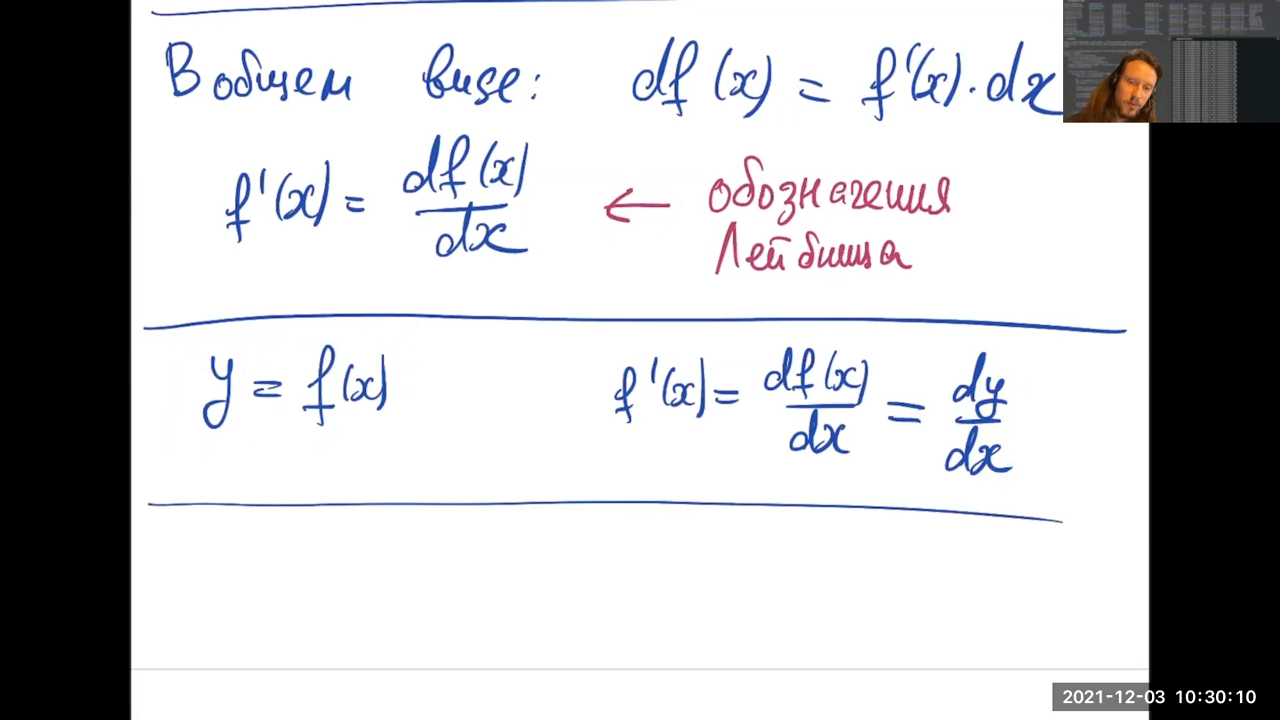 В общем виде: df(x) = f'(x)·dx
f'(x) = df(x)/dx ← обозначения
Лейбница
y = f(x) f'(x) = df(x)/dx = dy/dx
2021-12-03 10:30:10